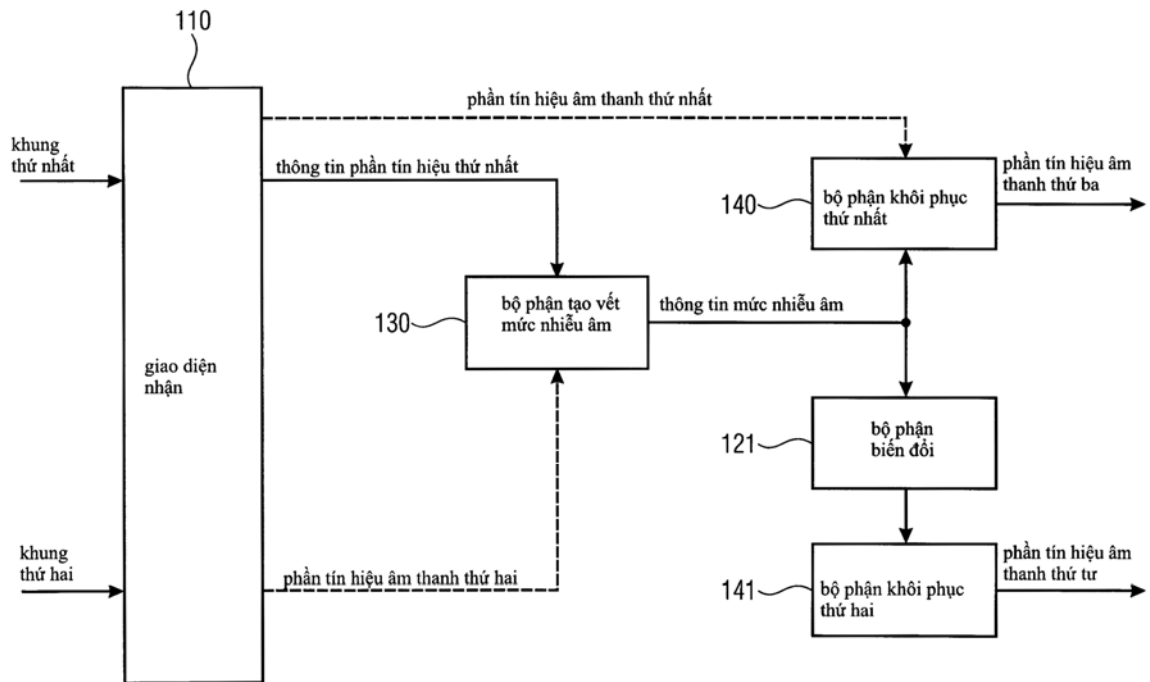 110
phần tín hiệu âm thanh thứ nhất
khung
thứ nhất
thông tin phần tín hiệu thứ nhất
140
bộ phận khôi phục
thứ nhất
phần tín hiệu âm
thanh thứ ba
130
bộ phận tạo vết
mức nhiễu âm
thông tin mức nhiễu âm
giao diện
nhận
121
bộ phận
biến đổi
khung
thứ hai
phần tín hiệu âm thanh thứ hai
141
bộ phận khôi phục
thứ hai
phần tín hiệu âm
thanh thứ tư